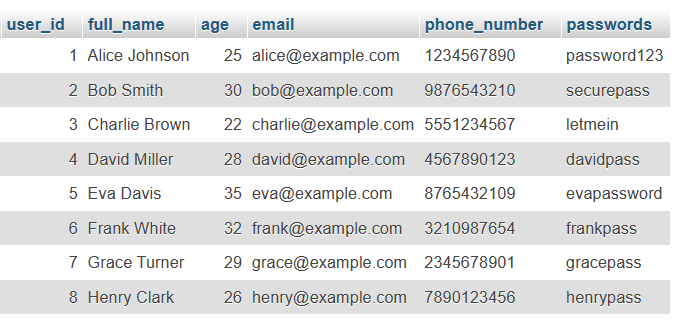 user_id full_name age email phone_number passwords
1 Alice Johnson 25 alice@example.com 1234567890 password123
2 Bob Smith 30 bob@example.com 9876543210 securepass
3 Charlie Brown 22 charlie@example.com 5551234567 letmein
4 David Miller 28 david@example.com 4567890123 davidpass
5 Eva Davis 35 eva@example.com 8765432109 evapassword
6 Frank White 32 frank@example.com 3210987654 frankpass
7 Grace Turner 29 grace@example.com 2345678901 gracepass
8 Henry Clark 26 henry@example.com 7890123456 henrypass